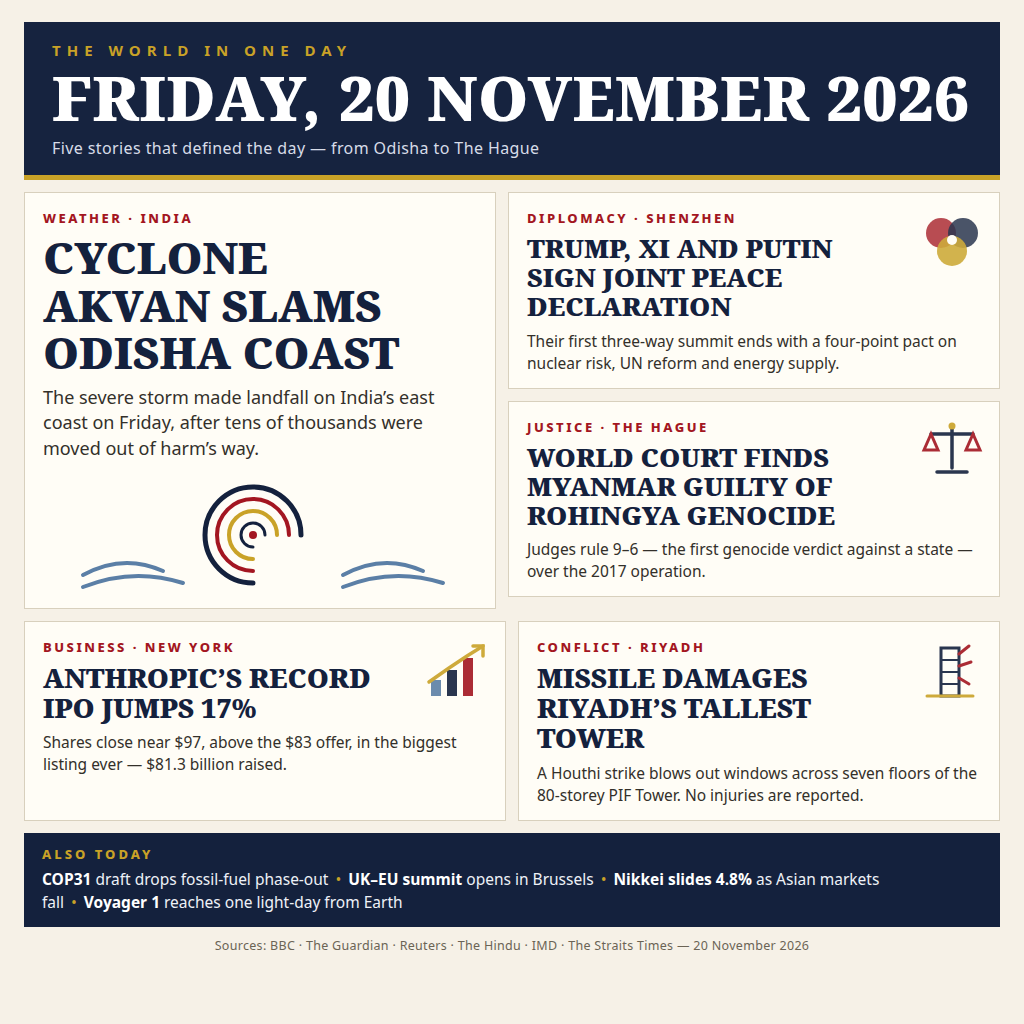 THE WORLD IN ONE DAY
FRIDAY, 20 NOVEMBER 2026
Five stories that defined the day — from Odisha to The Hague
WEATHER · INDIA
CYCLONE
AKVAN SLAMS
ODISHA COAST
The severe storm made landfall on India’s east
coast on Friday, after tens of thousands were
moved out of harm’s way.
DIPLOMACY · SHENZHEN
TRUMP, XI AND PUTIN
SIGN JOINT PEACE
DECLARATION
Their first three-way summit ends with a four-point pact on
nuclear risk, UN reform and energy supply.
JUSTICE · THE HAGUE
WORLD COURT FINDS
MYANMAR GUILTY OF
ROHINGYA GENOCIDE
Judges rule 9–6 — the first genocide verdict against a state —
over the 2017 operation.
BUSINESS · NEW YORK
ANTHROPIC’S RECORD
IPO JUMPS 17%
Shares close near $97, above the $83 offer, in the biggest
listing ever — $81.3 billion raised.
CONFLICT · RIYADH
MISSILE DAMAGES
RIYADH’S TALLEST
TOWER
A Houthi strike blows out windows across seven floors of the
80-storey PIF Tower. No injuries are reported.
ALSO TODAY
COP31 draft drops fossil-fuel phase-out • UK–EU summit opens in Brussels • Nikkei slides 4.8% as Asian markets
fall • Voyager 1 reaches one light-day from Earth
Sources: BBC · The Guardian · Reuters · The Hindu · IMD · The Straits Times — 20 November 2026